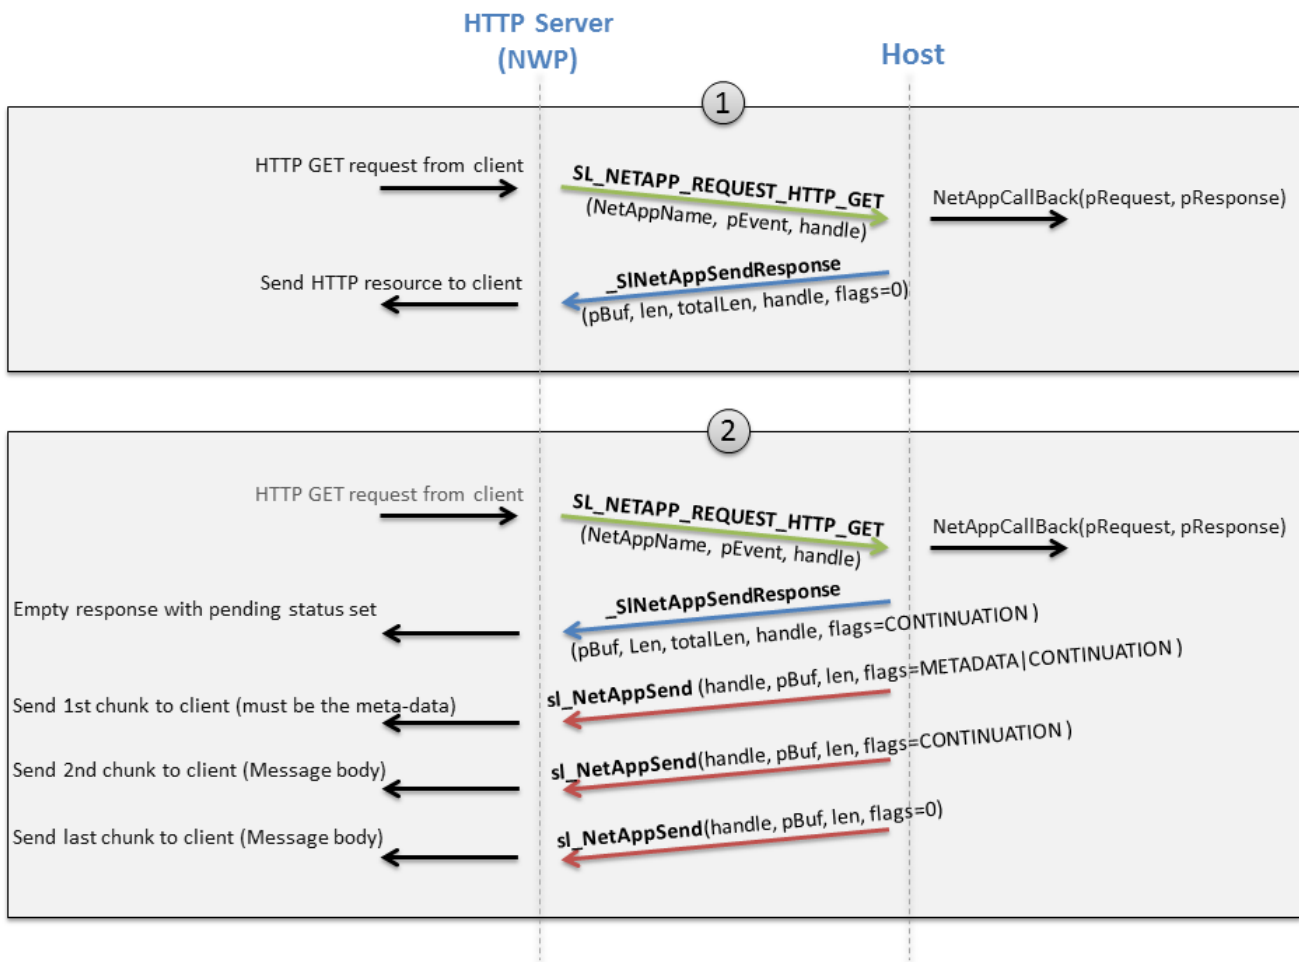 HTTP Server
(NWP)
Host
1
HTTP GET request from client
SL_NETAPP_REQUEST_HTTP_GET
(NetAppName, pEvent, handle)
NetAppCallBack(pRequest, pResponse)
Send HTTP resource to client
_SlNetAppSendResponse
(pBuf, len, totalLen, handle, flags=0)
2
HTTP GET request from client
SL_NETAPP_REQUEST_HTTP_GET
(NetAppName, pEvent, handle)
NetAppCallBack(pRequest, pResponse)
Empty response with pending status set
_SlNetAppSendResponse
(pBuf, Len, totalLen, handle, flags=CONTINUATION )
Send 1st chunk to client (must be the meta-data)
sl_NetAppSend (handle, pBuf, len, flags=METADATA|CONTINUATION )
Send 2nd chunk to client (Message body)
sl_NetAppSend(handle, pBuf, len, flags=CONTINUATION )
Send last chunk to client (Message body)
sl_NetAppSend(handle, pBuf, len, flags=0)